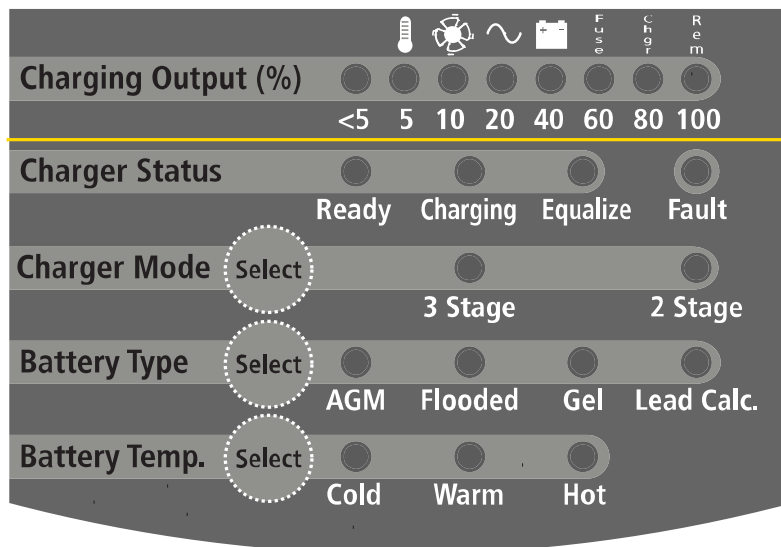 Fuse Chgr Rem
Charging Output (%)
<5 5 10 20 40 60 80 100
Charger Status
Ready Charging Equalize Fault
Charger Mode Select
3 Stage 2 Stage
Battery Type Select
AGM Flooded Gel Lead Calc.
Battery Temp. Select
Cold Warm Hot